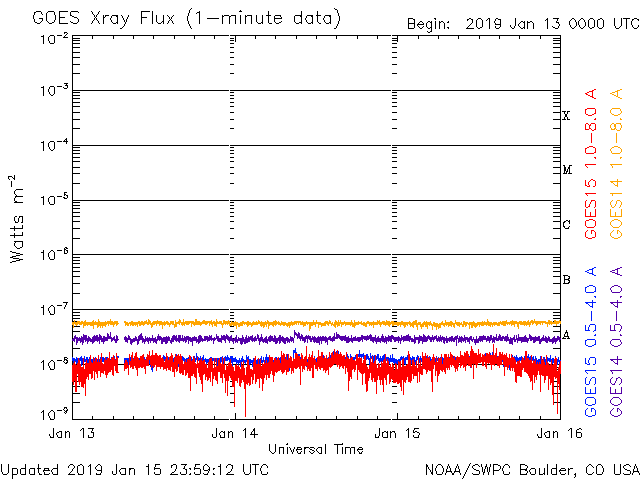 GOES Xray Flux (1-minute data)
Begin: 2019 Jan 13 0000 UTC
10⁻²
10⁻³
10⁻⁴
10⁻⁵
10⁻⁶
10⁻⁷
10⁻⁸
10⁻⁹
Watts m⁻²
X
M
C
B
A
GOES15 1.0-8.0 A
GOES14 1.0-8.0 A
GOES15 0.5-4.0 A
GOES14 0.5-4.0 A
Jan 13
Jan 14
Jan 15
Jan 16
Universal Time
Updated 2019 Jan 15 23:59:12 UTC
NOAA/SWPC Boulder, CO USA